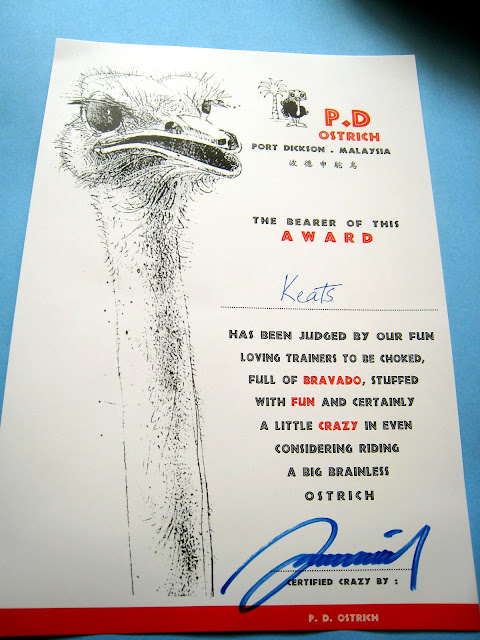 P.D
OSTRICH
PORT DICKSON . MALAYSIA
波德申鴕鸟
THE BEARER OF THIS
AWARD
Keats
HAS BEEN JUDGED BY OUR FUN
LOVING TRAINERS TO BE CHOKED,
FULL OF BRAVADO, STUFFED
WITH FUN AND CERTAINLY
A LITTLE CRAZY IN EVEN
CONSIDERING RIDING
A BIG BRAINLESS
OSTRICH
CERTIFIED CRAZY BY :
P. D. OSTRICH